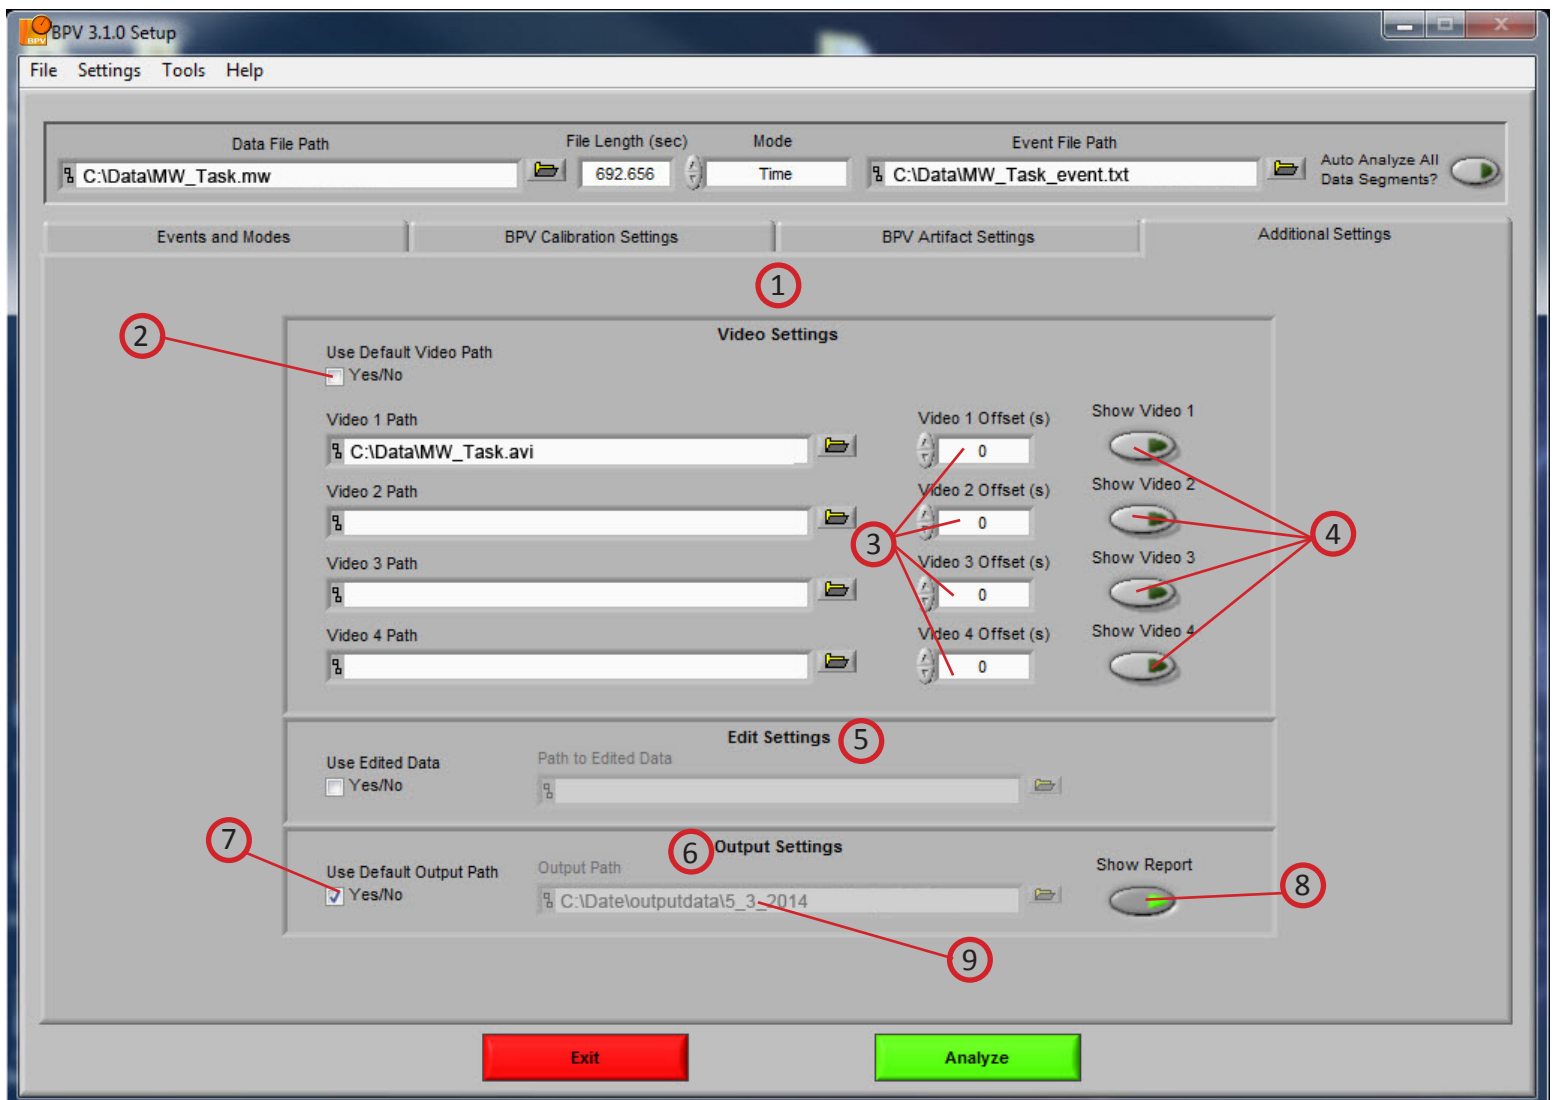 BPV 3.1.0 Setup
BPV
File Settings Tools Help
Data File Path File Length (sec) Mode Event File Path
C:\Data\MW_Task.mw 692.656 Time C:\Data\MW_Task_event.txt
Auto Analyze All
Data Segments?
Events and Modes BPV Calibration Settings BPV Artifact Settings Additional Settings
1
2
Video Settings
Use Default Video Path
Yes/No
Video 1 Path Video 1 Offset (s) Show Video 1
C:\Data\MW_Task.avi 0
Video 2 Path Video 2 Offset (s) Show Video 2
0
3 4
Video 3 Path Video 3 Offset (s) Show Video 3
0
Video 4 Path Video 4 Offset (s) Show Video 4
0
Edit Settings 5
Use Edited Data Path to Edited Data
Yes/No
7
6 Output Settings
Use Default Output Path Output Path Show Report
Yes/No C:\Date\outputdata\5_3_2014
8
9
Exit Analyze